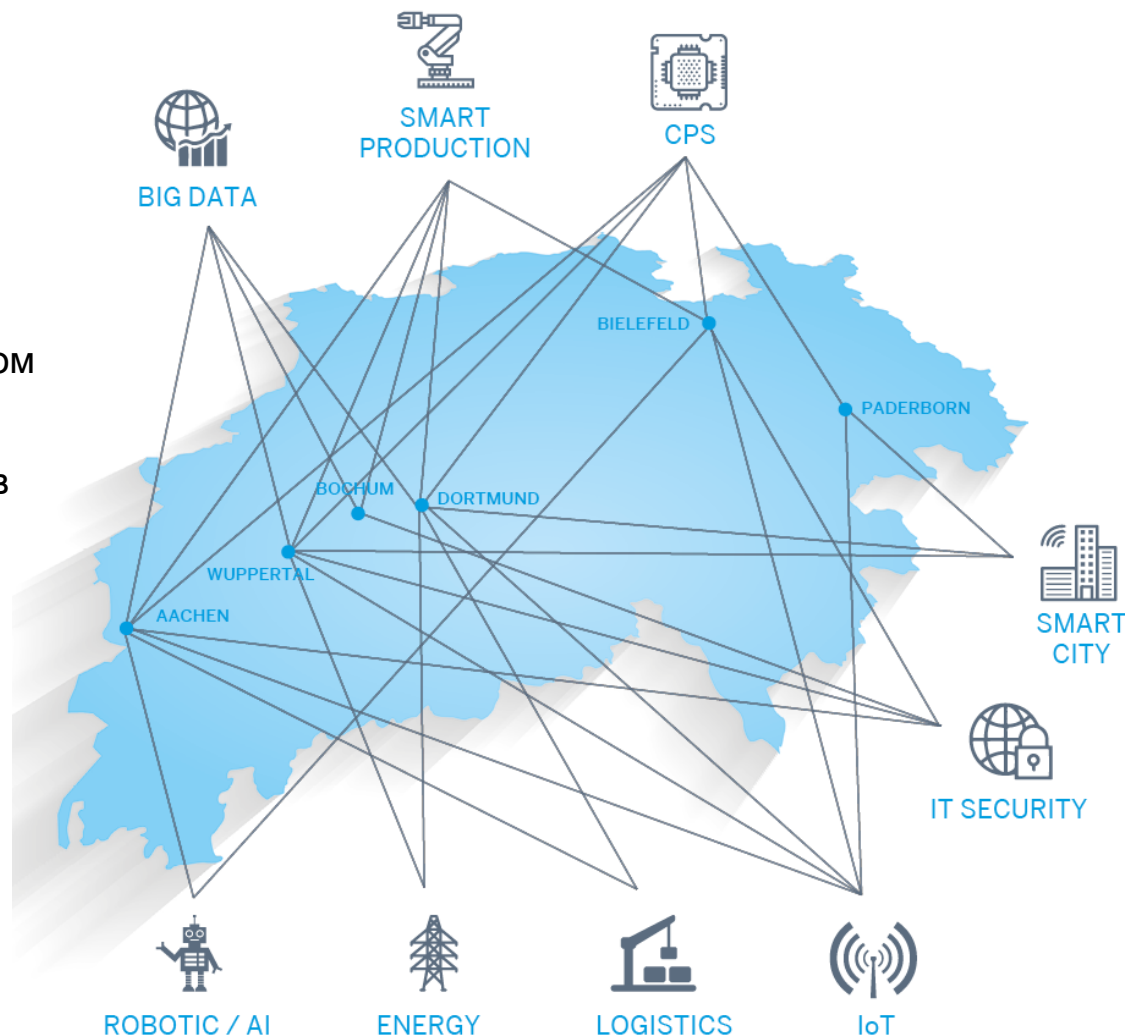 SMART
PRODUCTION
CPS
BIG DATA
BIELEFELD
ОМ
PADERBORN
в
BOCHUM
DORTMUND
WUPPERTAL
AACHEN
SMART
CITY
IT SECURITY
ROBOTIC / AI
ENERGY
LOGISTICS
IoT